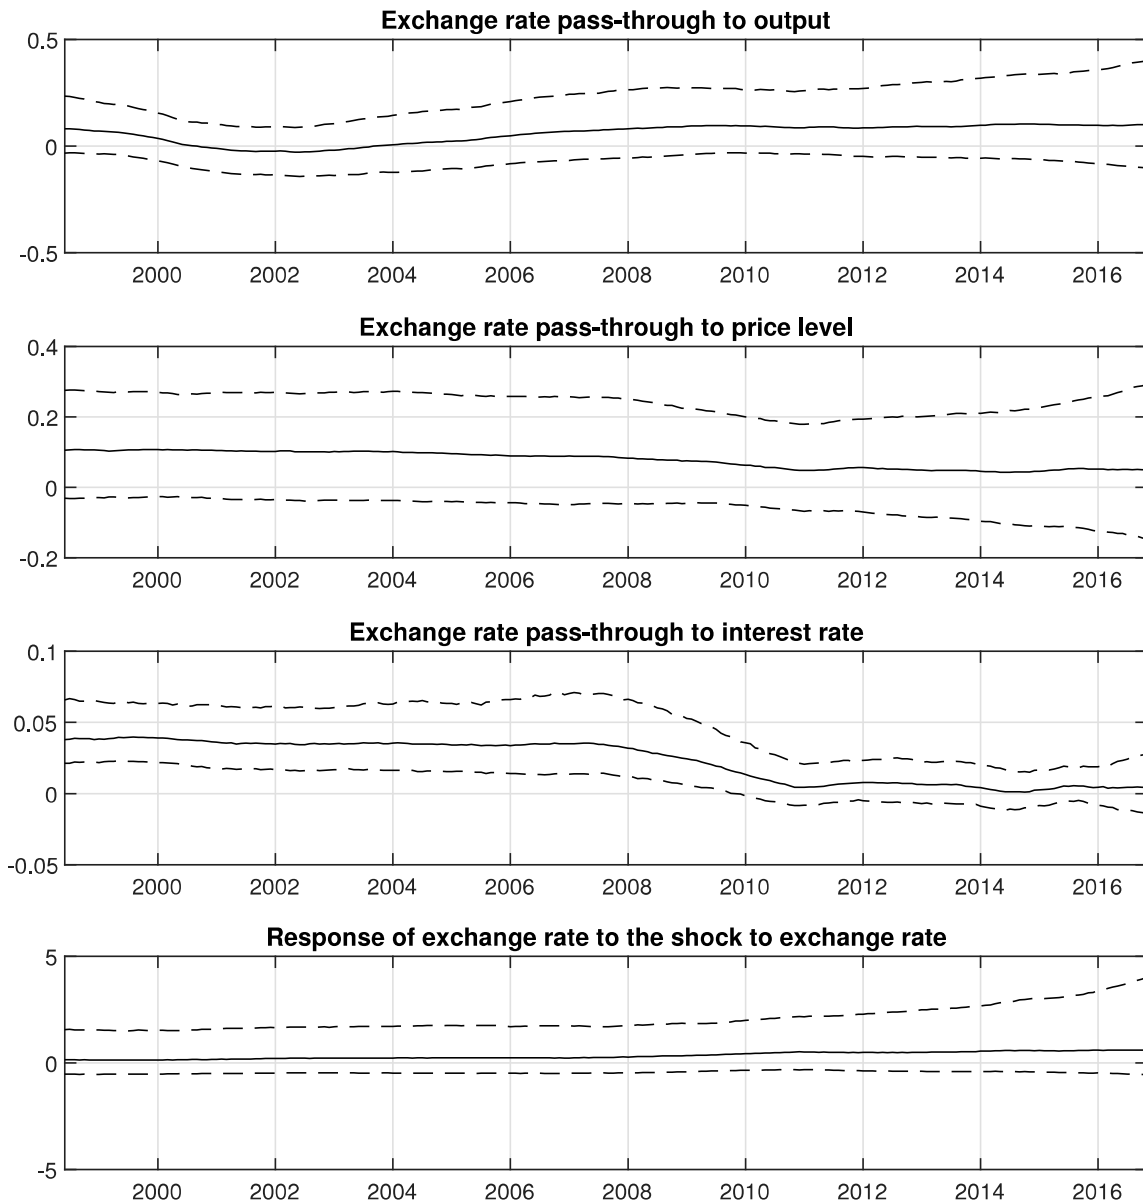 Exchange rate pass-through to output
0.5
0
-0.5
2000 2002 2004 2006 2008 2010 2012 2014 2016
Exchange rate pass-through to price level
0.4
0.2
0
-0.2
2000 2002 2004 2006 2008 2010 2012 2014 2016
Exchange rate pass-through to interest rate
0.1
0.05
0
-0.05
2000 2002 2004 2006 2008 2010 2012 2014 2016
Response of exchange rate to the shock to exchange rate
5
0
-5
2000 2002 2004 2006 2008 2010 2012 2014 2016